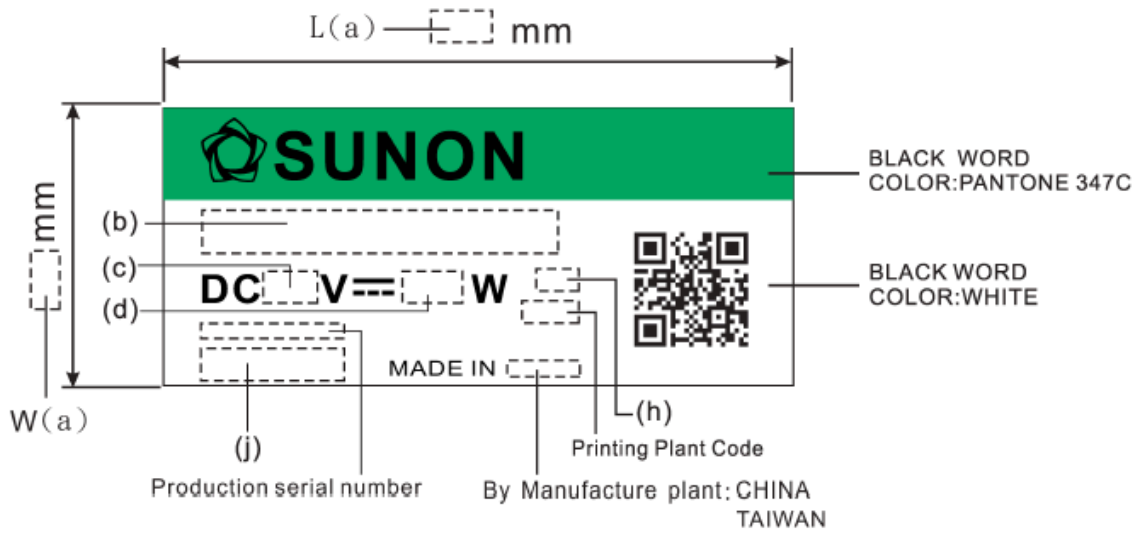 L(a) mm
SUNON
BLACK WORD
COLOR:PANTONE 347C
mm
W(a)
(b)
(c)
DC V W
(d)
BLACK WORD
COLOR:WHITE
MADE IN
(h)
(j)
Printing Plant Code
Production serial number
By Manufacture plant: CHINA
TAIWAN